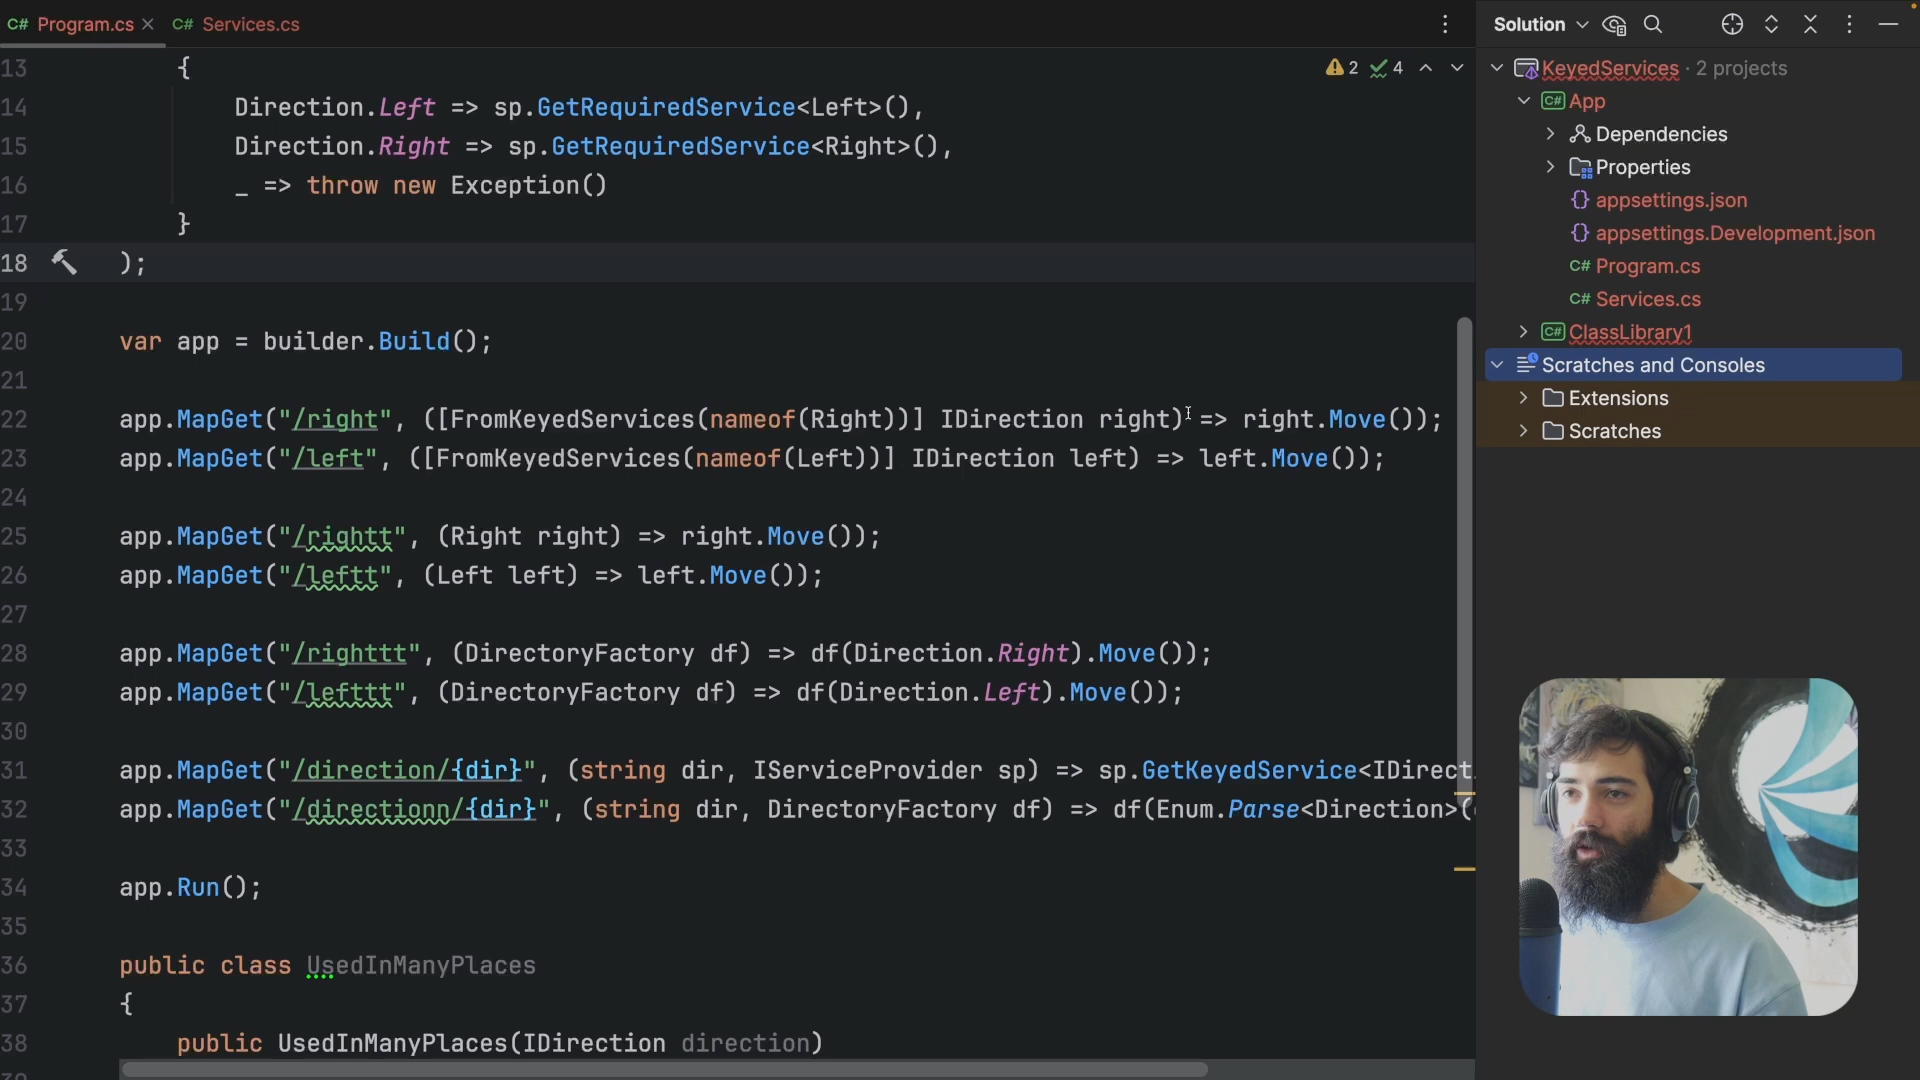 C# Program.cs
C# Services.cs
13 {
14 Direction.Left => sp.GetRequiredService<Left>(),
15 Direction.Right => sp.GetRequiredService<Right>(),
16 _ => throw new Exception()
17 }
18 );
19
20 var app = builder.Build();
21
22 app.MapGet("/right", ([FromKeyedServices(nameof(Right))] IDirection right) => right.Move());
23 app.MapGet("/left", ([FromKeyedServices(nameof(Left))] IDirection left) => left.Move());
24
25 app.MapGet("/rightt", (Right right) => right.Move());
26 app.MapGet("/leftt", (Left left) => left.Move());
27
28 app.MapGet("/righttt", (DirectoryFactory df) => df(Direction.Right).Move());
29 app.MapGet("/lefttt", (DirectoryFactory df) => df(Direction.Left).Move());
30
31 app.MapGet("/direction/{dir}", (string dir, IServiceProvider sp) => sp.GetKeyedService<IDirect
32 app.MapGet("/directionn/{dir}", (string dir, DirectoryFactory df) => df(Enum.Parse<Direction>(
33
34 app.Run();
35
36 public class UsedInManyPlaces
37 {
38 public UsedInManyPlaces(IDirection direction)
2 4
Solution
KeyedServices · 2 projects
C# App
Dependencies
Properties
{} appsettings.json
{} appsettings.Development.json
C# Program.cs
C# Services.cs
C# ClassLibrary1
Scratches and Consoles
Extensions
Scratches